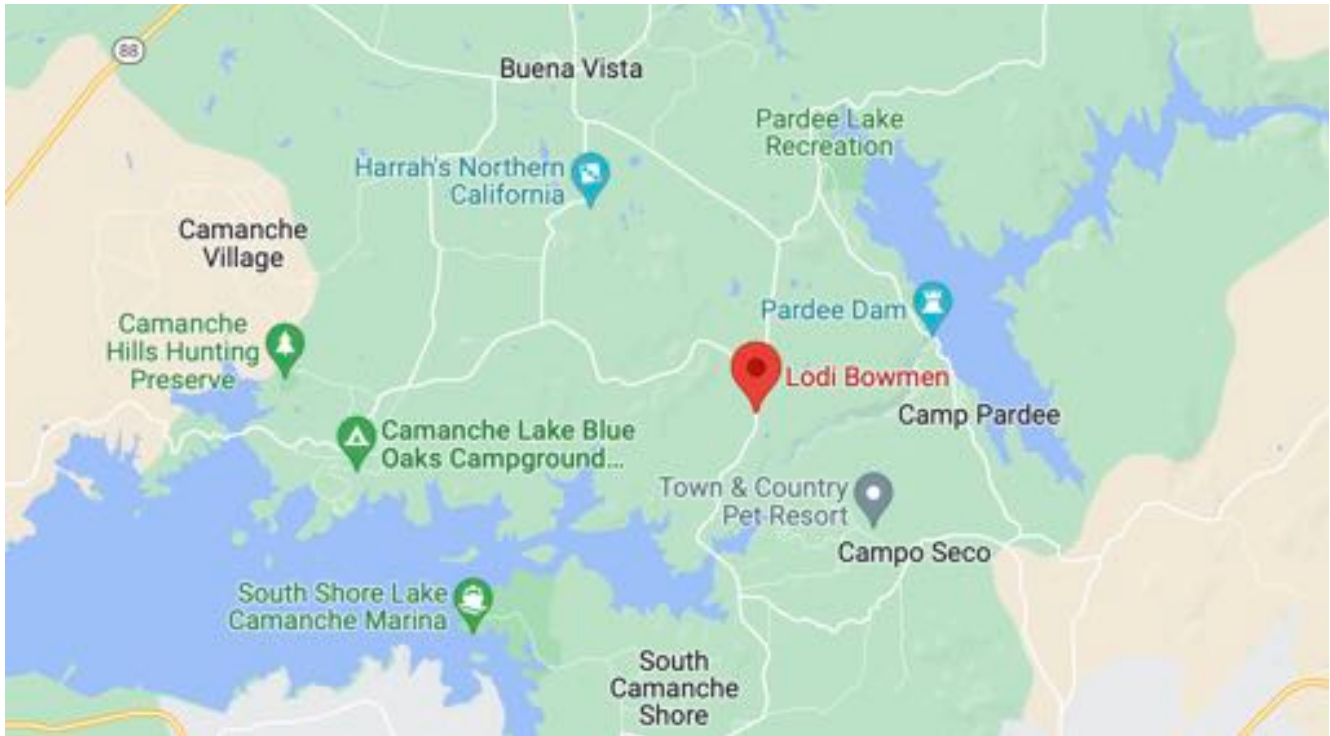 88
Buena Vista
Pardee Lake
Recreation
Harrah's Northern
California
Camanche
Village
Pardee Dam
Camanche
Hills Hunting
Preserve
Lodi Bowmen
Camp Pardee
Camanche Lake Blue
Oaks Campground...
Town & Country
Pet Resort
Campo Seco
South Shore Lake
Camanche Marina
South
Camanche
Shore